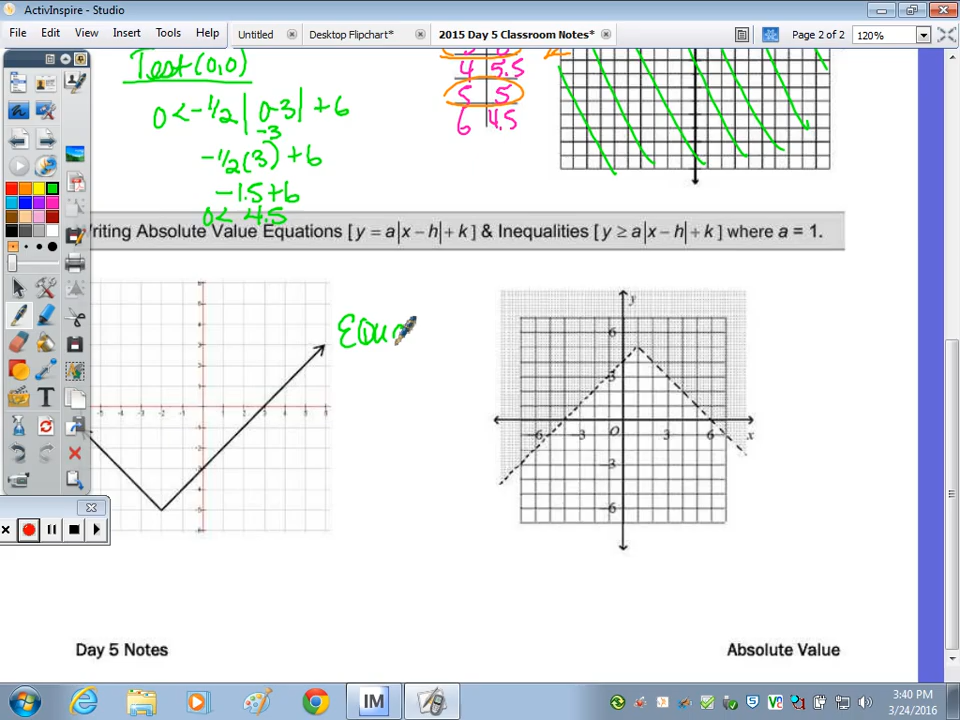 ActivInspire - Studio
File Edit View Insert Tools Help Untitled Desktop Flipchart* 2015 Day 5 Classroom Notes* Page 2 of 2 120%
Test (0,0)
0 < -1/2 | 0-3 | + 6
-3
-1/2 (3) + 6
-1.5 + 6
0 < 4.5
4 5.5
5 5
6 4.5
riting Absolute Value Equations [ y = a|x − h| + k ] & Inequalities [ y ≥ a|x − h| + k ] where a = 1.
EQu
y
6
3
-6 -3 O 3 6 x
-3
-6
Day 5 Notes Absolute Value
IM
3:40 PM
3/24/2016